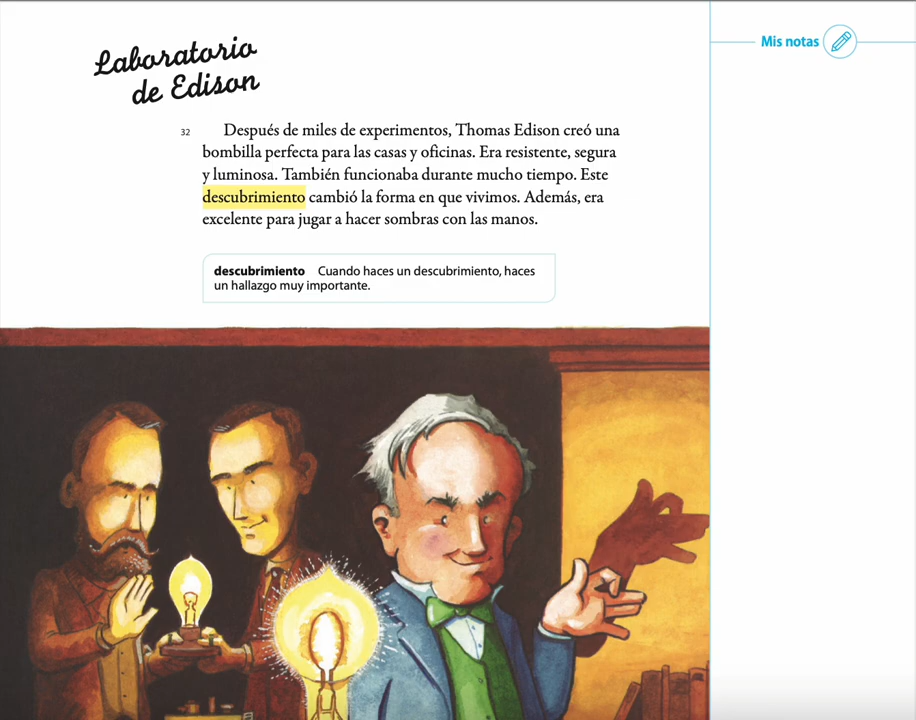 Laboratorio
de Edison
Mis notas
32
Después de miles de experimentos, Thomas Edison creó una
bombilla perfecta para las casas y oficinas. Era resistente, segura
y luminosa. También funcionaba durante mucho tiempo. Este
descubrimiento cambió la forma en que vivimos. Además, era
excelente para jugar a hacer sombras con las manos.
descubrimiento Cuando haces un descubrimiento, haces
un hallazgo muy importante.